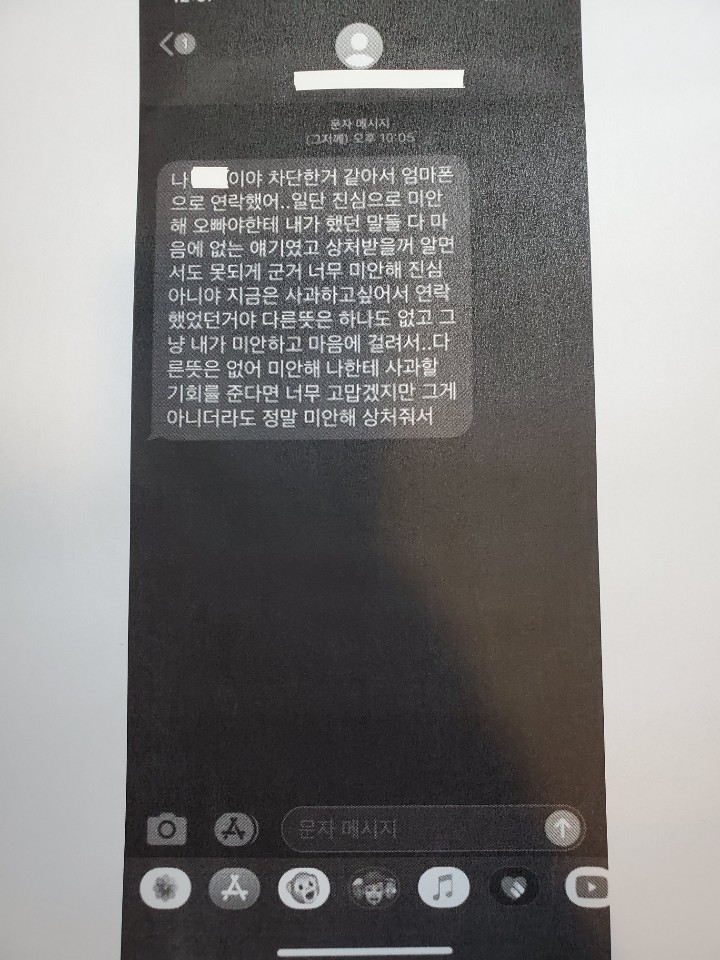 1
문자 메시지
(그저께) 오후 10:05
나 이야 차단한거 같아서 엄마폰
으로 연락했어..일단 진심으로 미안
해 오빠야한테 내가 했던 말들 다 마
음에 없는 얘기였고 상처받을꺼 알면
서도 못되게 군거 너무 미안해 진심
아니야 지금은 사과하고싶어서 연락
했었던거야 다른뜻은 하나도 없고 그
냥 내가 미안하고 마음에 걸려서..다
른뜻은 없어 미안해 나한테 사과할
기회를 준다면 너무 고맙겠지만 그게
아니더라도 정말 미안해 상처줘서
문자 메시지